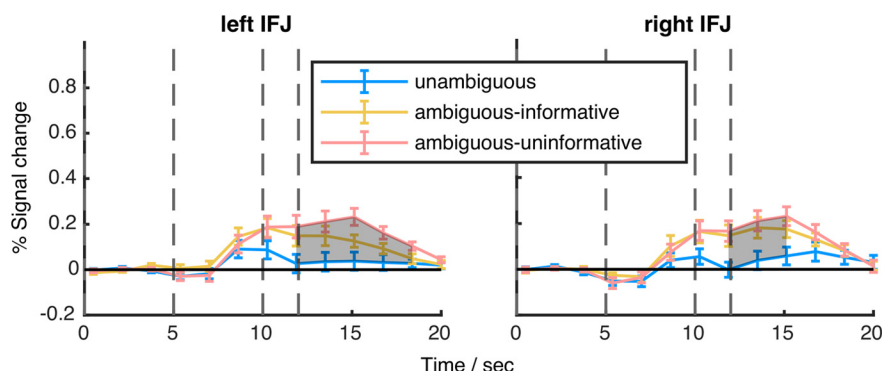 left IFJ
right IFJ
unambiguous
ambiguous-informative
ambiguous-uninformative
% Signal change
0.8
0.6
0.4
0.2
0
-0.2
0 5 10 15 20
0 5 10 15 20
Time / sec